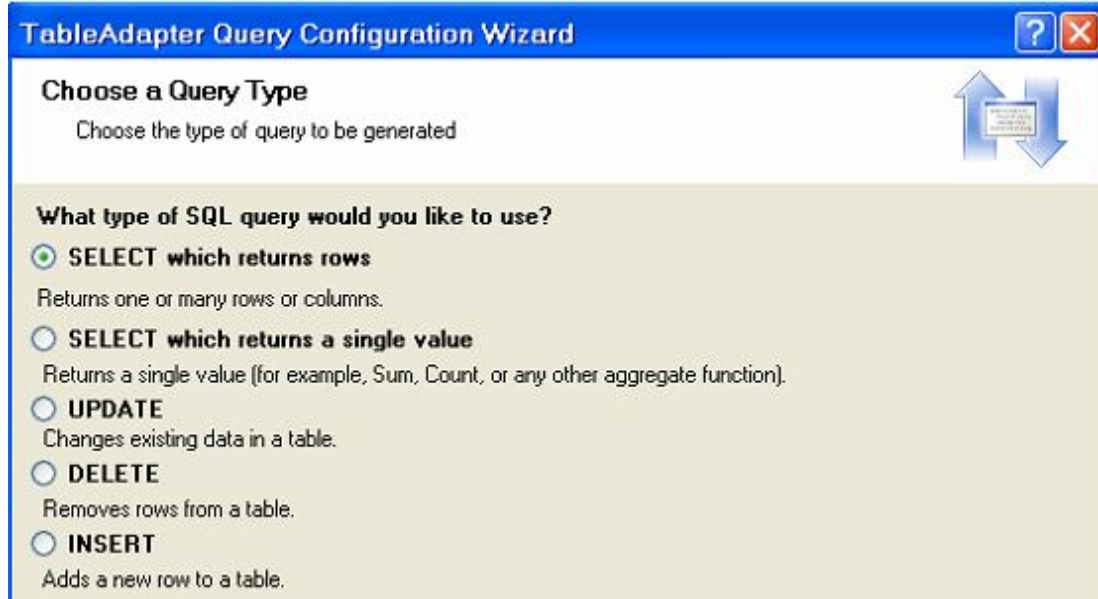 TableAdapter Query Configuration Wizard
Choose a Query Type
Choose the type of query to be generated
What type of SQL query would you like to use?
SELECT which returns rows
Returns one or many rows or columns.
SELECT which returns a single value
Returns a single value (for example, Sum, Count, or any other aggregate function).
UPDATE
Changes existing data in a table.
DELETE
Removes rows from a table.
INSERT
Adds a new row to a table.